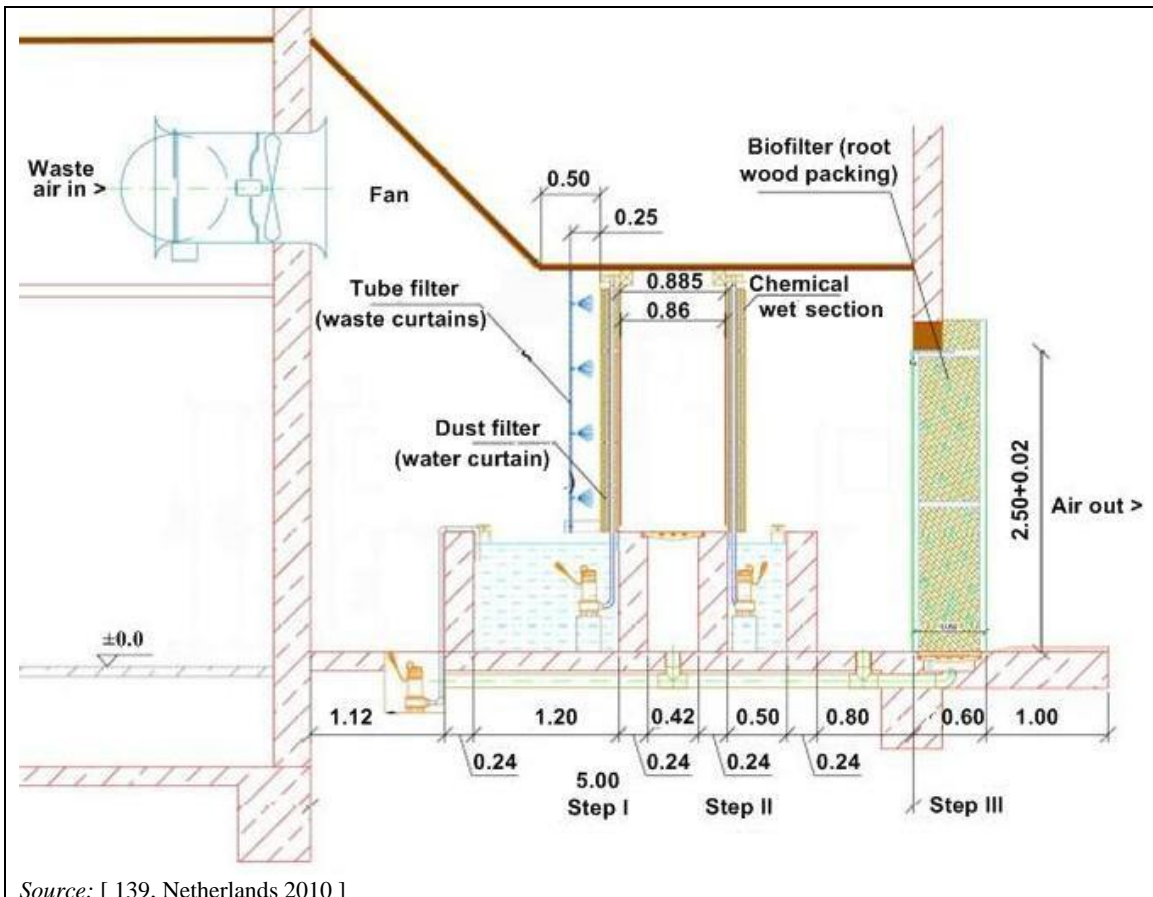 Waste
air in >
Fan
0.50
0.25
Biofilter (root
wood packing)
Tube filter
(waste curtains)
0.885
0.86
Chemical
wet section
Dust filter
(water curtain)
2.50+0.02
Air out >
±0.0
1.12
1.20
0.42
0.50
0.80
0.60
1.00
0.24
0.24
0.24
0.24
5.00
Step I
Step II
Step III
Source: [ 139, Netherlands 2010 ]